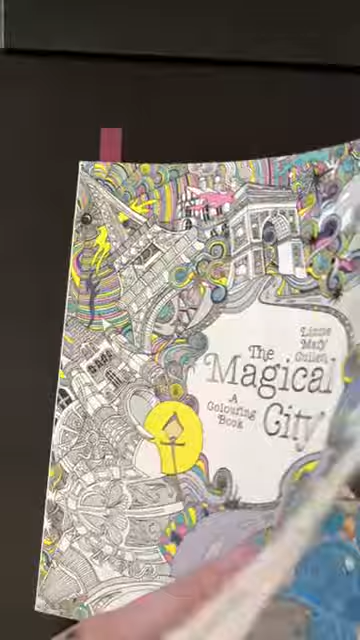 Lizzie
Mary
Cullen
The
Magical
A
Colouring
Book
City